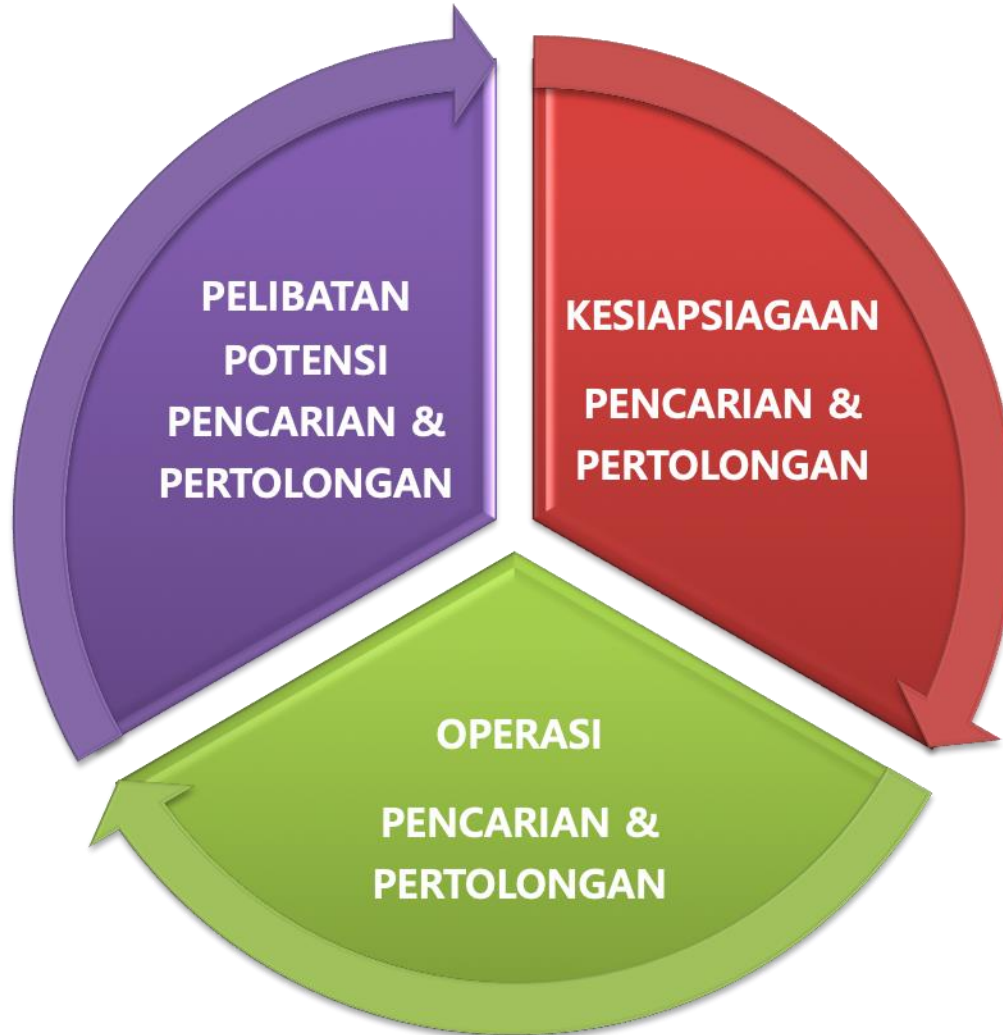 PELIBATAN
POTENSI
PENCARIAN &
PERTOLONGAN
KESIAPSIAGAAN
PENCARIAN &
PERTOLONGAN
OPERASI
PENCARIAN &
PERTOLONGAN